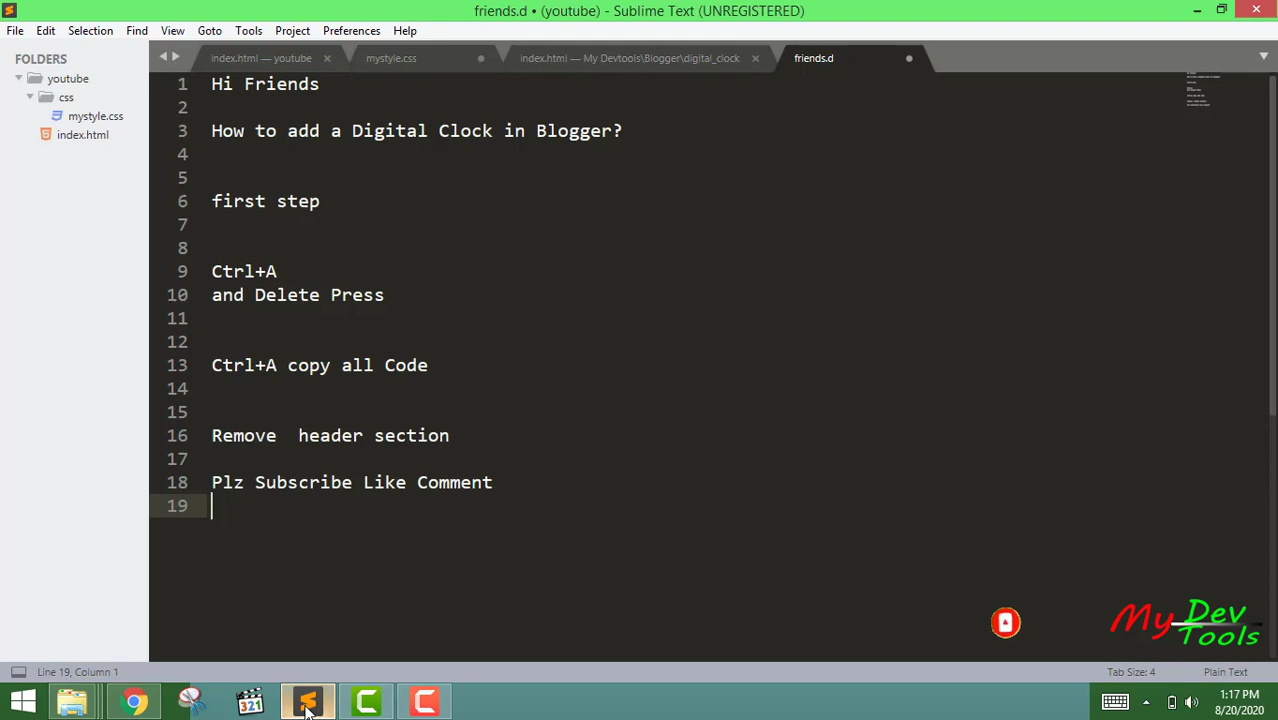 friends.d • (youtube) - Sublime Text (UNREGISTERED)
File Edit Selection Find View Goto Tools Project Preferences Help
FOLDERS
youtube
css
mystyle.css
index.html
index.html — youtube
mystyle.css
index.html — My Devtools\Blogger\digital_clock
friends.d
1 Hi Friends
2
3 How to add a Digital Clock in Blogger?
4
5
6 first step
7
8
9 Ctrl+A
10 and Delete Press
11
12
13 Ctrl+A copy all Code
14
15
16 Remove  header section
17
18 Plz Subscribe Like Comment
19
My Dev
Tools
Line 19, Column 1
Tab Size: 4
Plain Text
321
1:17 PM
8/20/2020